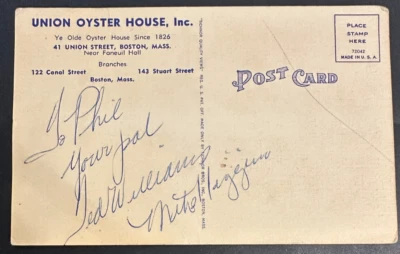 UNION OYSTER HOUSE, Inc.
Ye Olde Oyster House Since 1826
41 UNION STREET, BOSTON, MASS.
Near Faneuil Hall
Branches
122 Canal Street 143 Stuart Street
Boston, Mass.
POST CARD
PLACE
STAMP
HERE
72042
MADE IN U.S.A.
To Phil
Your pal
Ted Williams
Mike Higgins